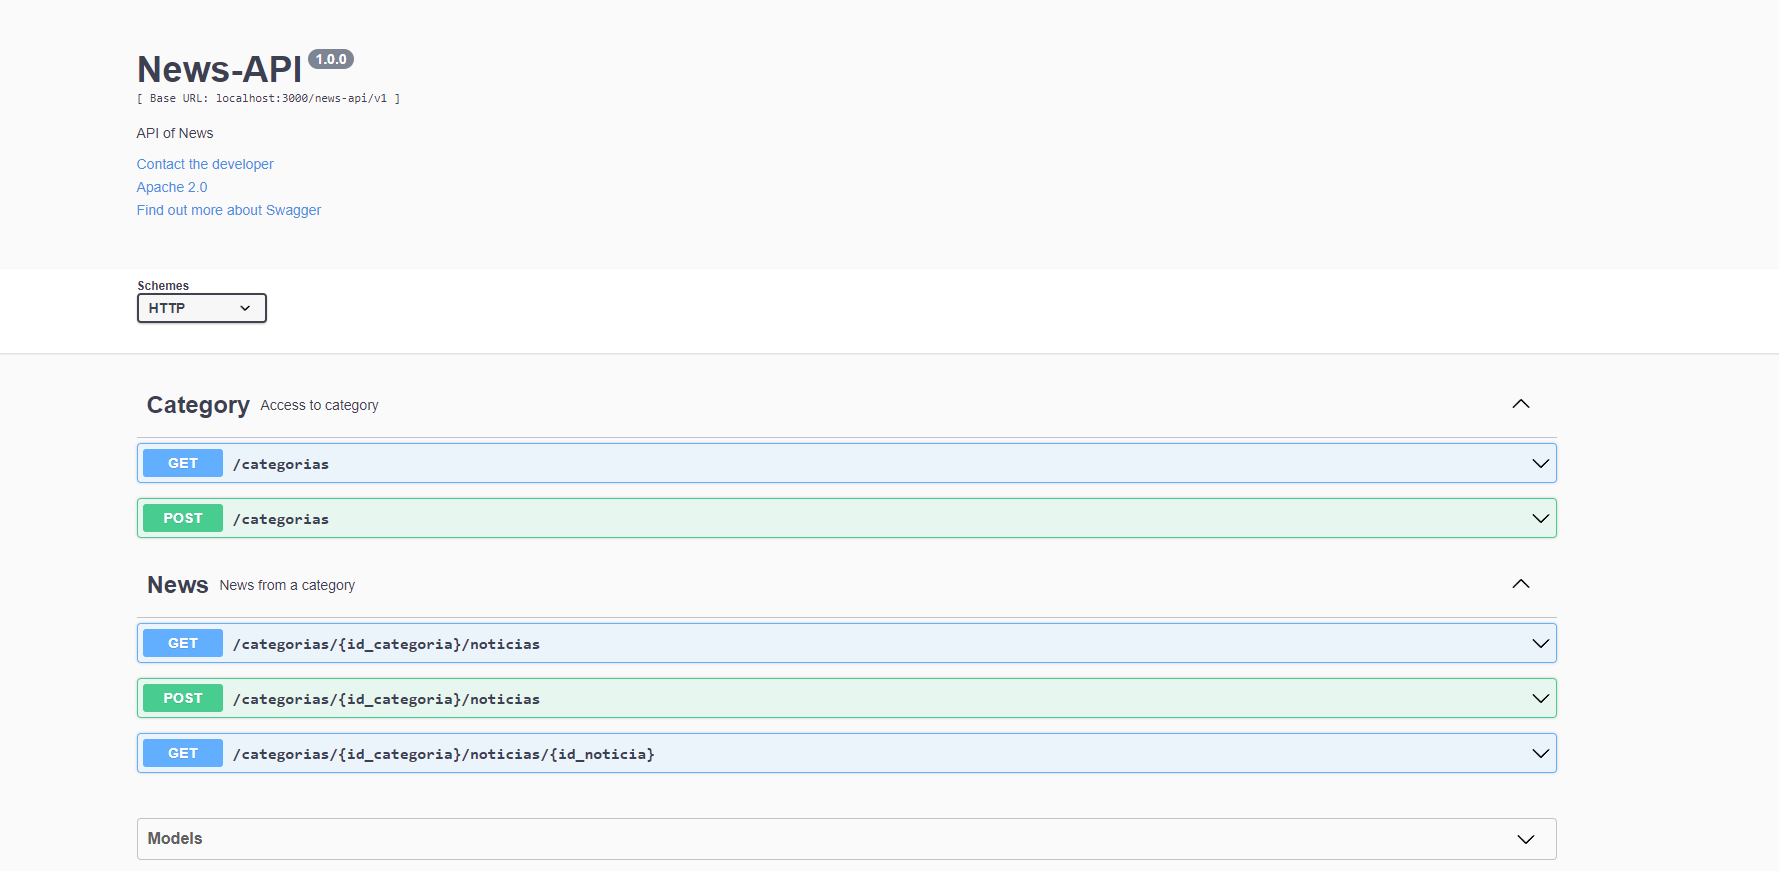 News-API 1.0.0
[ Base URL: localhost:3000/news-api/v1 ]
API of News
Contact the developer
Apache 2.0
Find out more about Swagger
Schemes
HTTP
Category Access to category
GET /categorias
POST /categorias
News News from a category
GET /categorias/{id_categoria}/noticias
POST /categorias/{id_categoria}/noticias
GET /categorias/{id_categoria}/noticias/{id_noticia}
Models